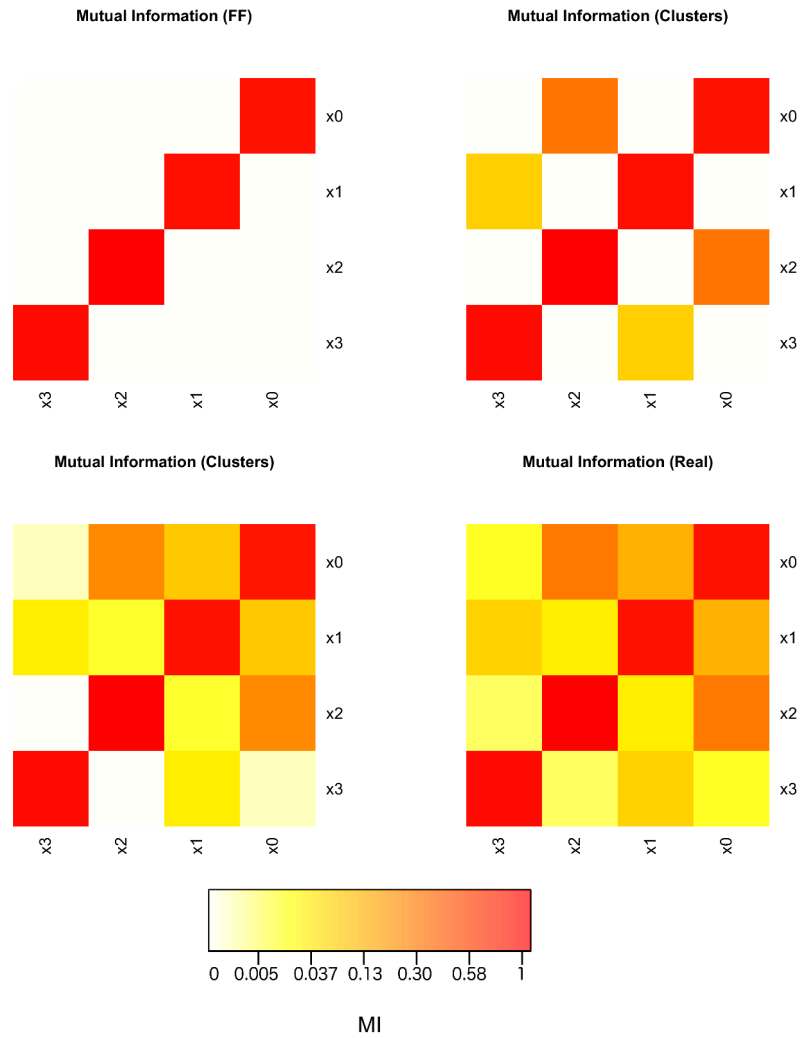 Mutual Information (FF)
Mutual Information (Clusters)
x0
x1
x2
x3
x3 x2 x1 x0
x0
x1
x2
x3
x3 x2 x1 x0
Mutual Information (Clusters)
Mutual Information (Real)
x0
x1
x2
x3
x3 x2 x1 x0
x0
x1
x2
x3
x3 x2 x1 x0
0 0.005 0.037 0.13 0.30 0.58 1
MI